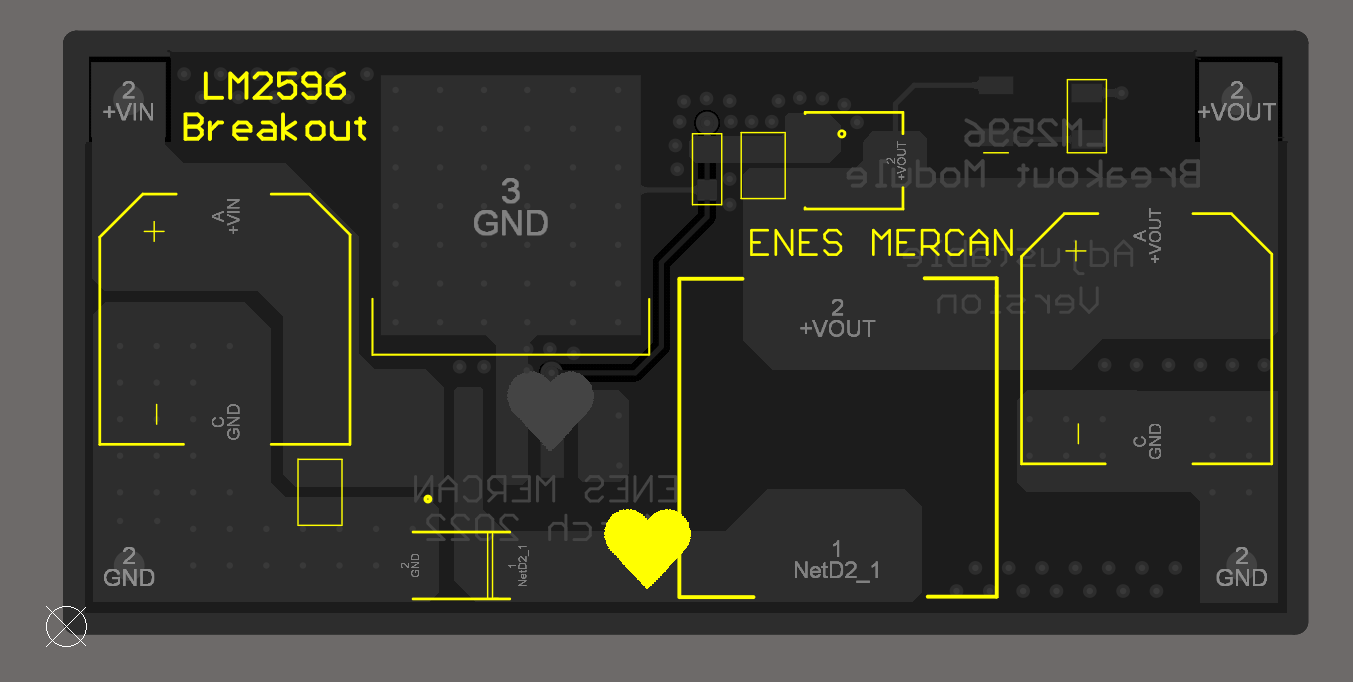 LM2596
Breakout
2
+VIN
2
+VOUT
3
GND
2
+VOUT
LM2596
Breakout Module
A
+VIN
+
ENES MERCAN
A
+VOUT
+
Adjustable
Version
2
+VOUT
C
GND
C
GND
ENES MERCAN
2022
2
GND
2
GND
1
NetD2_1
1
NetD2_1
2
GND
2
GND